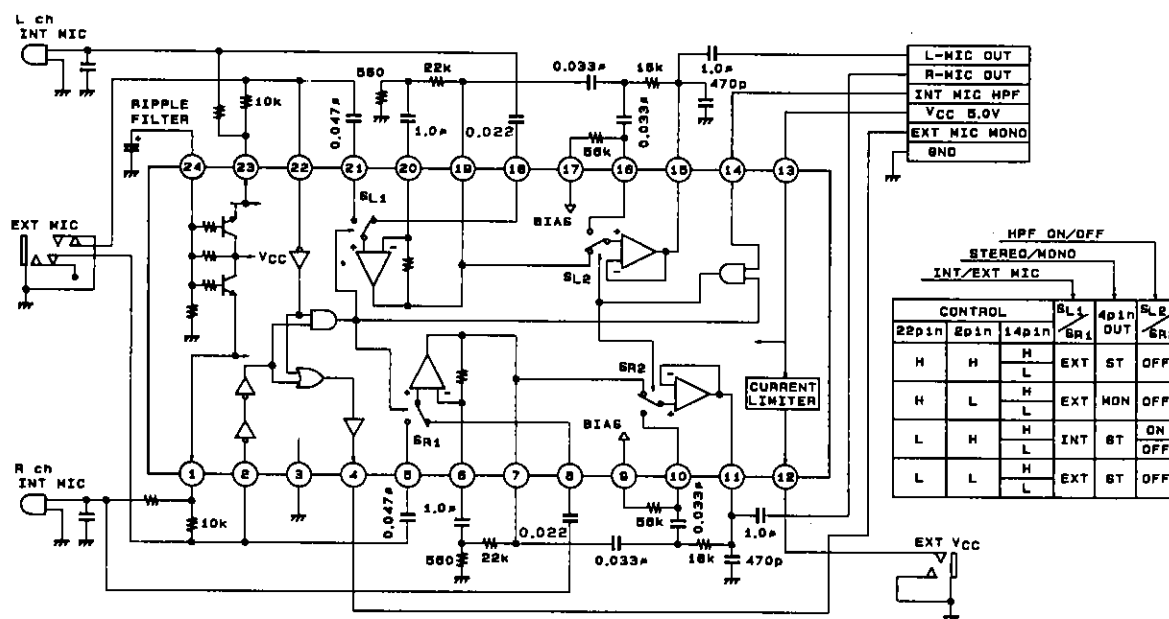 L ch
INT MIC
RIPPLE
FILTER
10k
0.047μ
560
22k
1.0μ
0.022
0.033μ
15k
0.033μ
56k
1.0μ
470p
L-MIC OUT
R-MIC OUT
INT MIC HPF
VCC 5.0V
EXT MIC MONO
GND
24
23
22
21
20
19
18
17
16
15
14
13
EXT MIC
SL1
VCC
BIAS
SL2
SR1
SR2
BIAS
CURRENT
LIMITER
HPF ON/OFF
STEREO/MONO
INT/EXT MIC
CONTROL SL1/SR1 4pin OUT SL2/SR2
22pin 2pin 14pin
H H H L EXT ST OFF
H L H L EXT MON OFF
L H H L INT ST ON OFF
L L H L EXT ST OFF
1
2
3
4
5
6
7
8
9
10
11
12
R ch
INT MIC
10k
0.047μ
1.0μ
560
22k
0.022
0.033μ
56k
0.033μ
16k
1.0μ
470p
EXT VCC